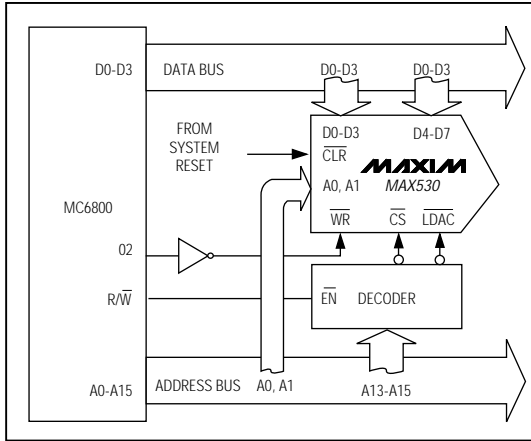 D0-D3 DATA BUS D0-D3 D0-D3
FROM
SYSTEM
RESET
D0-D3 D4-D7
CLR
MAXIM
A0, A1 MAX530
MC6800
WR CS LDAC
02
R/W EN DECODER
A0-A15 ADDRESS BUS A0, A1 A13-A15